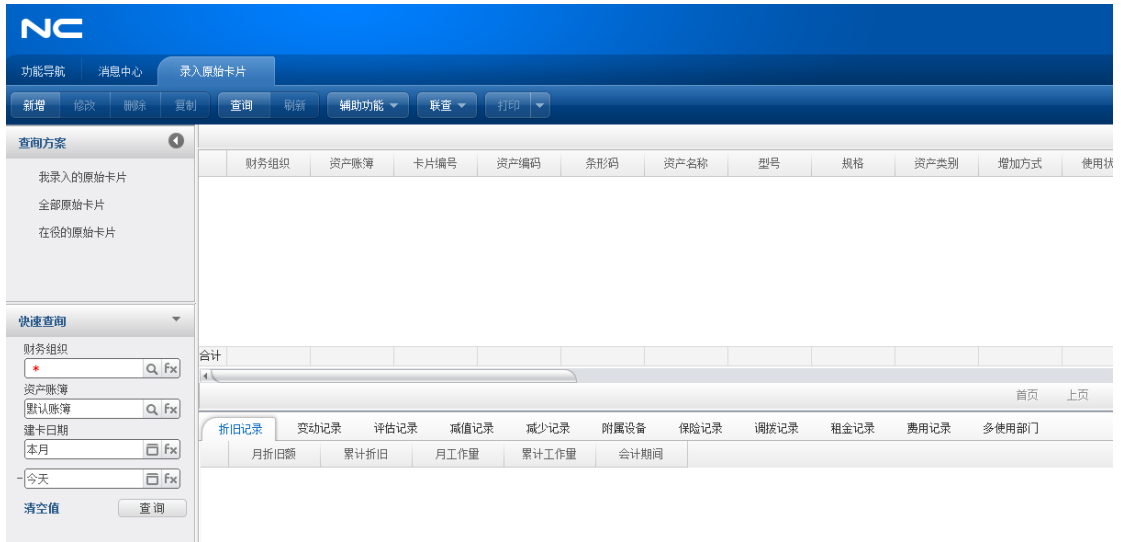 NC
功能导航 消息中心 录入原始卡片
新增 修改 删除 复制 查询 刷新 辅助功能 联查 打印
查询方案
我录入的原始卡片
全部原始卡片
在役的原始卡片
财务组织 资产账簿 卡片编号 资产编码 条形码 资产名称 型号 规格 资产类别 增加方式 使用状
合计
首页 上页
快速查询
财务组织
* fx
资产账簿
默认账簿 fx
建卡日期
本月 fx
-今天 fx
清空值 查询
折旧记录 变动记录 评估记录 减值记录 减少记录 附属设备 保险记录 调拨记录 租金记录 费用记录 多使用部门
月折旧额 累计折旧 月工作量 累计工作量 会计期间